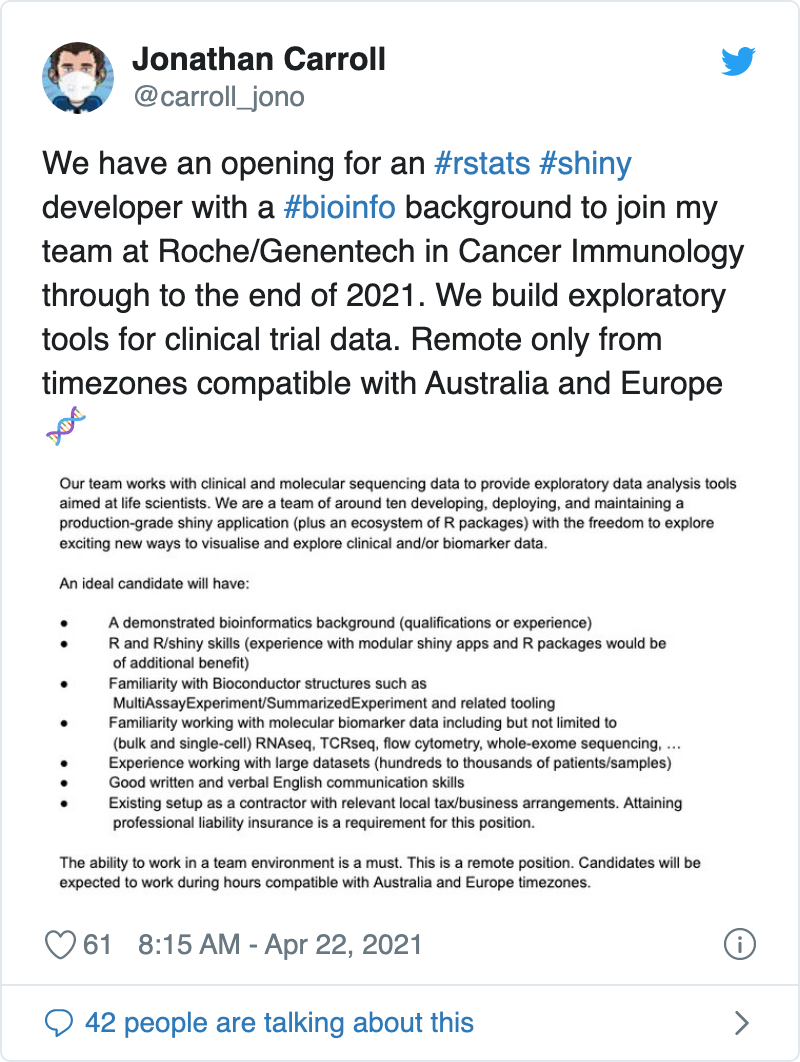 Jonathan Carroll
@carroll_jono
We have an opening for an #rstats #shiny
developer with a #bioinfo background to join my
team at Roche/Genentech in Cancer Immunology
through to the end of 2021. We build exploratory
tools for clinical trial data. Remote only from
timezones compatible with Australia and Europe
🧬
Our team works with clinical and molecular sequencing data to provide exploratory data analysis tools
aimed at life scientists. We are a team of around ten developing, deploying, and maintaining a
production-grade shiny application (plus an ecosystem of R packages) with the freedom to explore
exciting new ways to visualise and explore clinical and/or biomarker data.
An ideal candidate will have:
● A demonstrated bioinformatics background (qualifications or experience)
● R and R/shiny skills (experience with modular shiny apps and R packages would be
of additional benefit)
● Familiarity with Bioconductor structures such as
MultiAssayExperiment/SummarizedExperiment and related tooling
● Familiarity working with molecular biomarker data including but not limited to
(bulk and single-cell) RNAseq, TCRseq, flow cytometry, whole-exome sequencing, …
● Experience working with large datasets (hundreds to thousands of patients/samples)
● Good written and verbal English communication skills
● Existing setup as a contractor with relevant local tax/business arrangements. Attaining
professional liability insurance is a requirement for this position.
The ability to work in a team environment is a must. This is a remote position. Candidates will be
expected to work during hours compatible with Australia and Europe timezones.
61 8:15 AM - Apr 22, 2021
42 people are talking about this